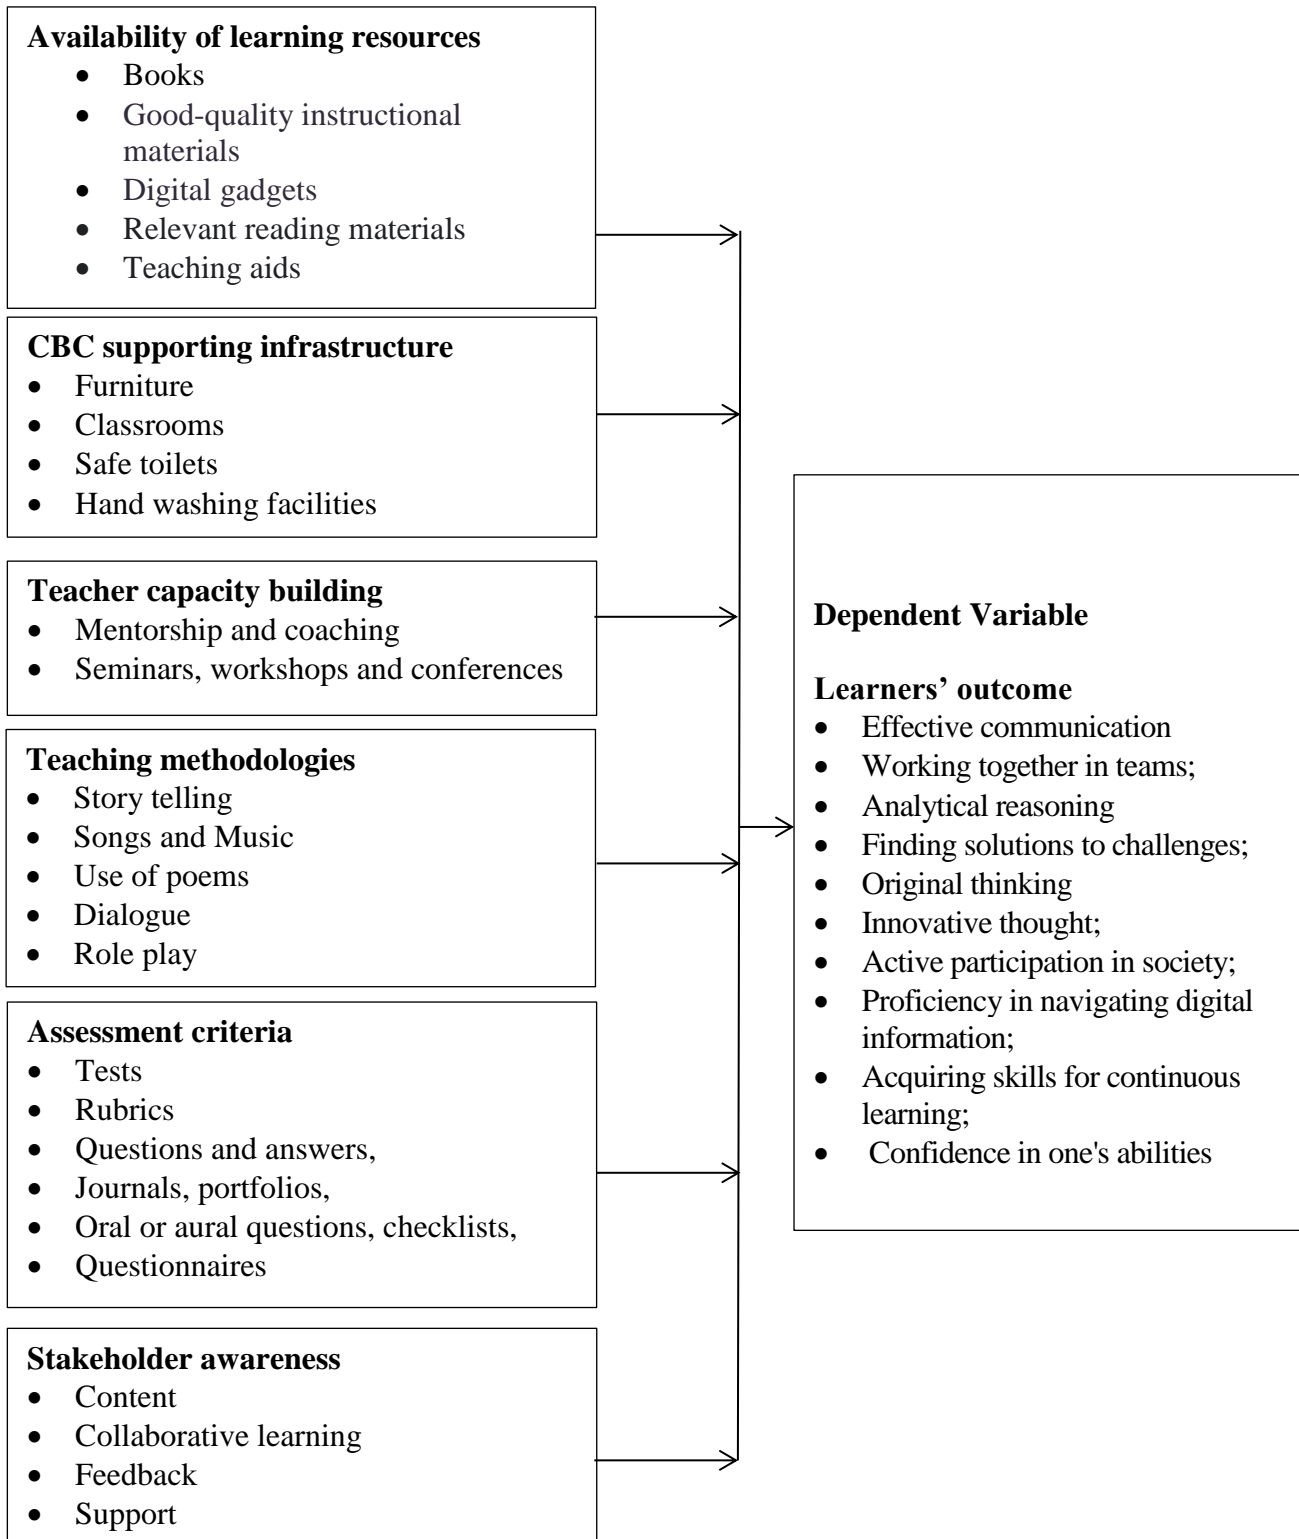 Availability of learning resources
• Books
• Good-quality instructional
materials
• Digital gadgets
• Relevant reading materials
• Teaching aids
CBC supporting infrastructure
• Furniture
• Classrooms
• Safe toilets
• Hand washing facilities
Teacher capacity building
• Mentorship and coaching
• Seminars, workshops and conferences
Teaching methodologies
• Story telling
• Songs and Music
• Use of poems
• Dialogue
• Role play
Assessment criteria
• Tests
• Rubrics
• Questions and answers,
• Journals, portfolios,
• Oral or aural questions, checklists,
• Questionnaires
Stakeholder awareness
• Content
• Collaborative learning
• Feedback
• Support
Dependent Variable
Learners’ outcome
• Effective communication
• Working together in teams;
• Analytical reasoning
• Finding solutions to challenges;
• Original thinking
• Innovative thought;
• Active participation in society;
• Proficiency in navigating digital
information;
• Acquiring skills for continuous
learning;
• Confidence in one's abilities